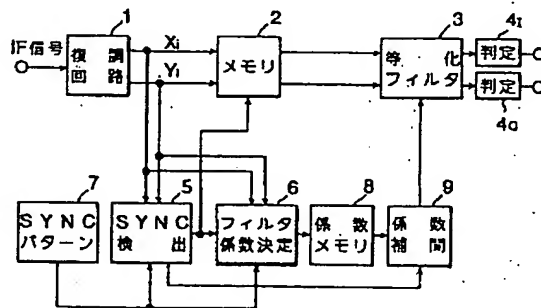 1
2
3
4I
IF信号
復調
回路
Xi
Yi
メモリ
等化
フィルタ
判定
判定
4Q
7
5
6
8
9
SYNC
パターン
SYNC
検出
フィルタ
係数決定
係数
メモリ
係数
補間